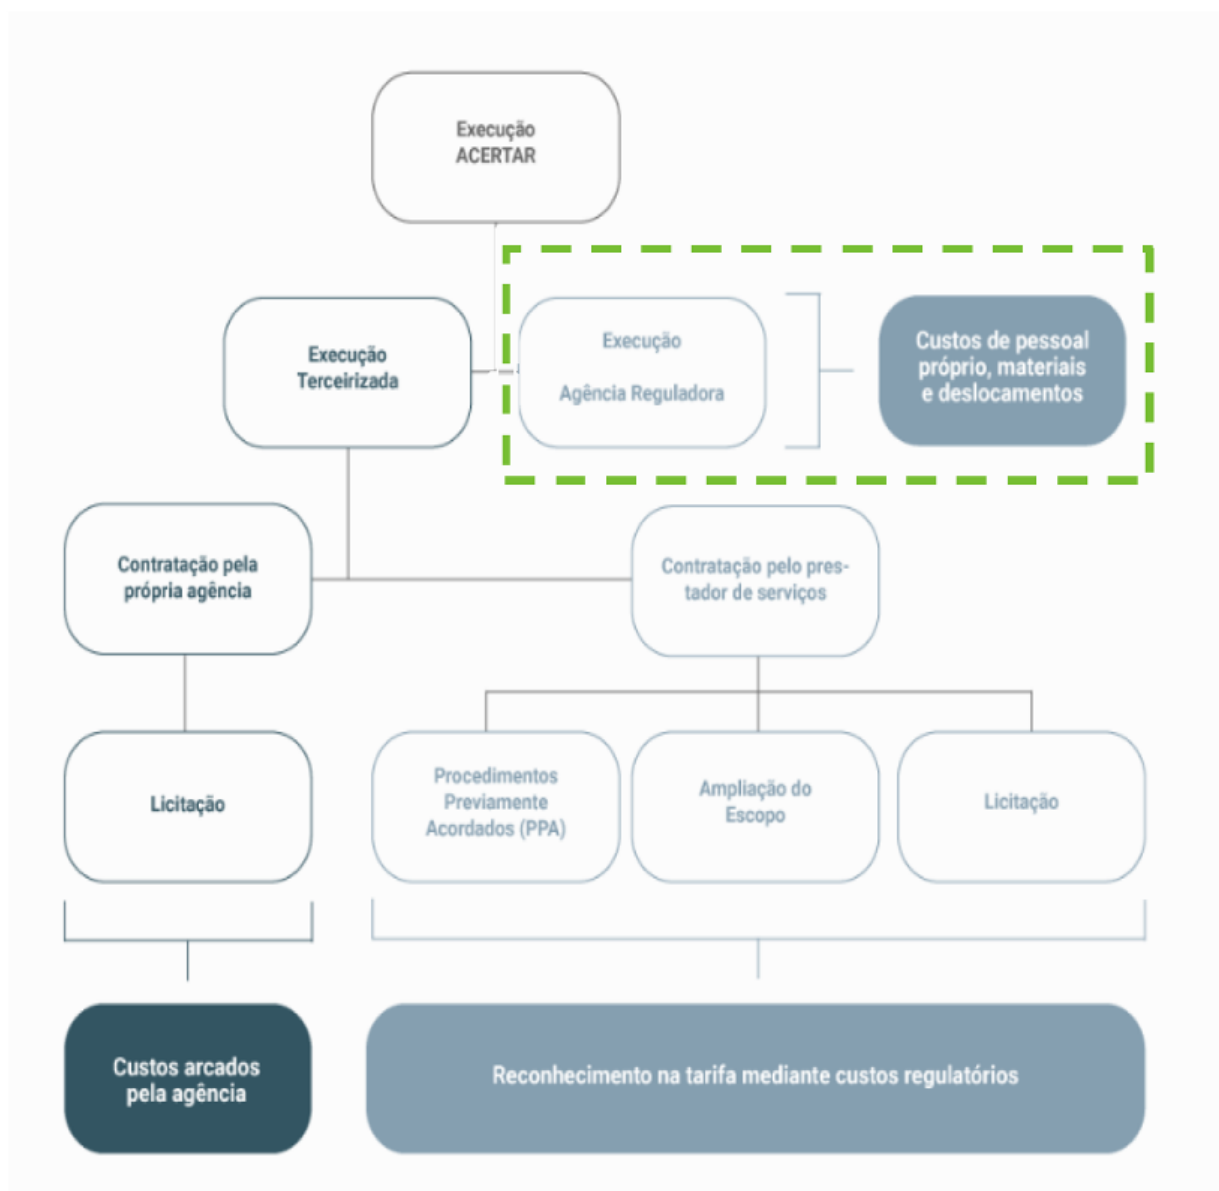 Execução
ACERTAR
Execução
Terceirizada
Execução
Agência Reguladora
Custos de pessoal
próprio, materiais
e deslocamentos
Contratação pela
própria agência
Contratação pelo pres-
tador de serviços
Licitação
Procedimentos
Previamente
Acordados (PPA)
Ampliação do
Escopo
Licitação
Custos arcados
pela agência
Reconhecimento na tarifa mediante custos regulatórios